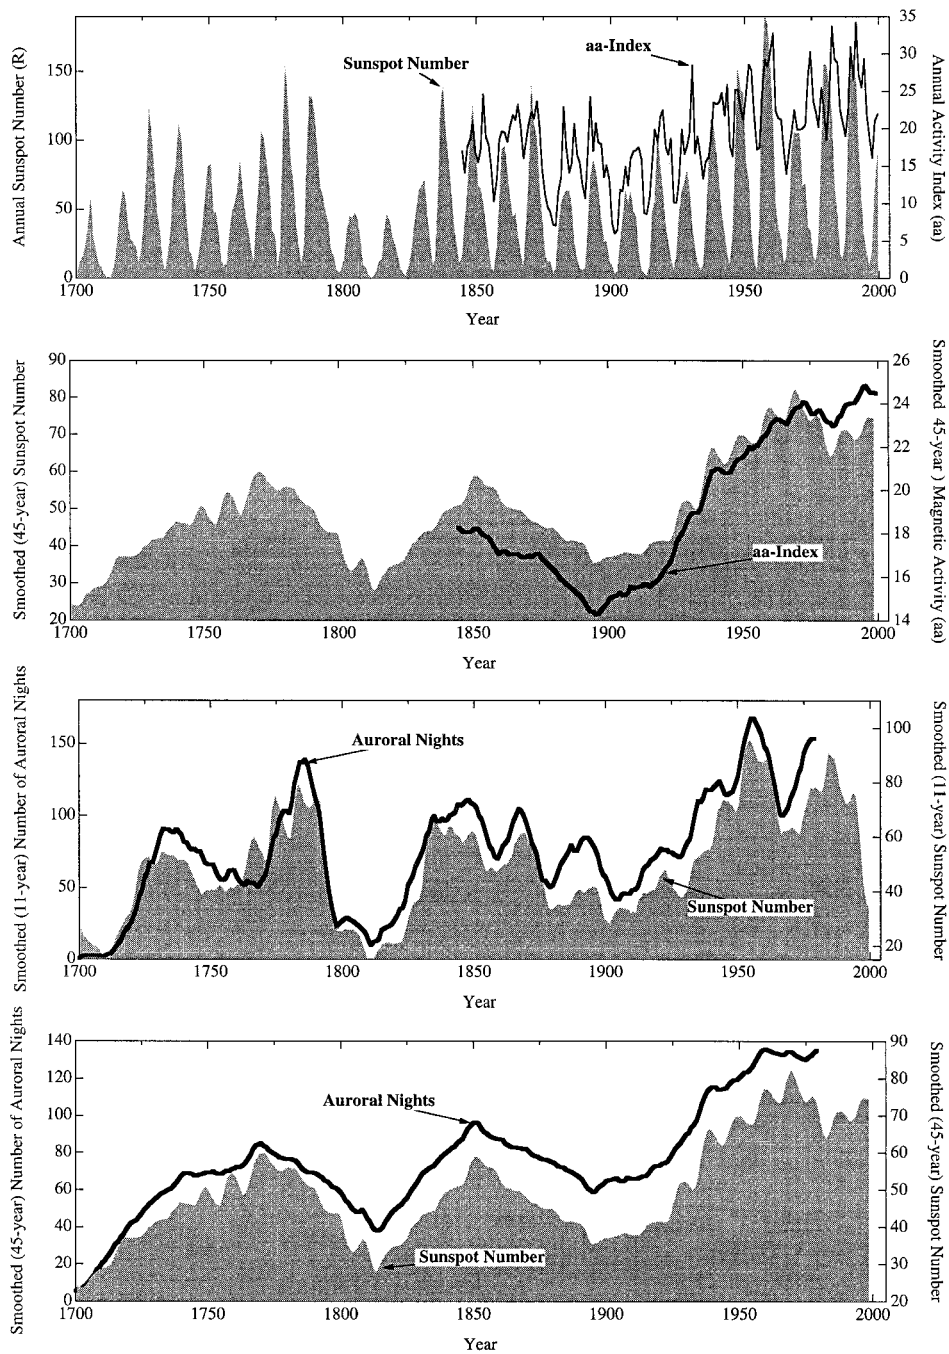 35
30
25
20
15
10
5
0
150
100
50
0
Annual Sunspot Number (R)
Annual Activity Index (aa)
Sunspot Number
aa-Index
1700 1750 1800 1850 1900 1950 2000
Year
90
80
70
60
50
40
30
20
26
24
22
20
18
16
14
Smoothed (45-year) Sunspot Number
Smoothed 45-year ) Magnetic Activity (aa)
aa-Index
1700 1750 1800 1850 1900 1950 2000
Year
150
100
50
0
100
80
60
40
20
Smoothed (11-year) Number of Auroral Nights
Smoothed (11-year) Sunspot Number
Auroral Nights
Sunspot Number
1700 1750 1800 1850 1900 1950 2000
Year
140
120
100
80
60
40
20
0
90
80
70
60
50
40
30
20
Smoothed (45-year) Number of Auroral Nights
Smoothed (45-year) Sunspot Number
Auroral Nights
Sunspot Number
1700 1750 1800 1850 1900 1950 2000
Year